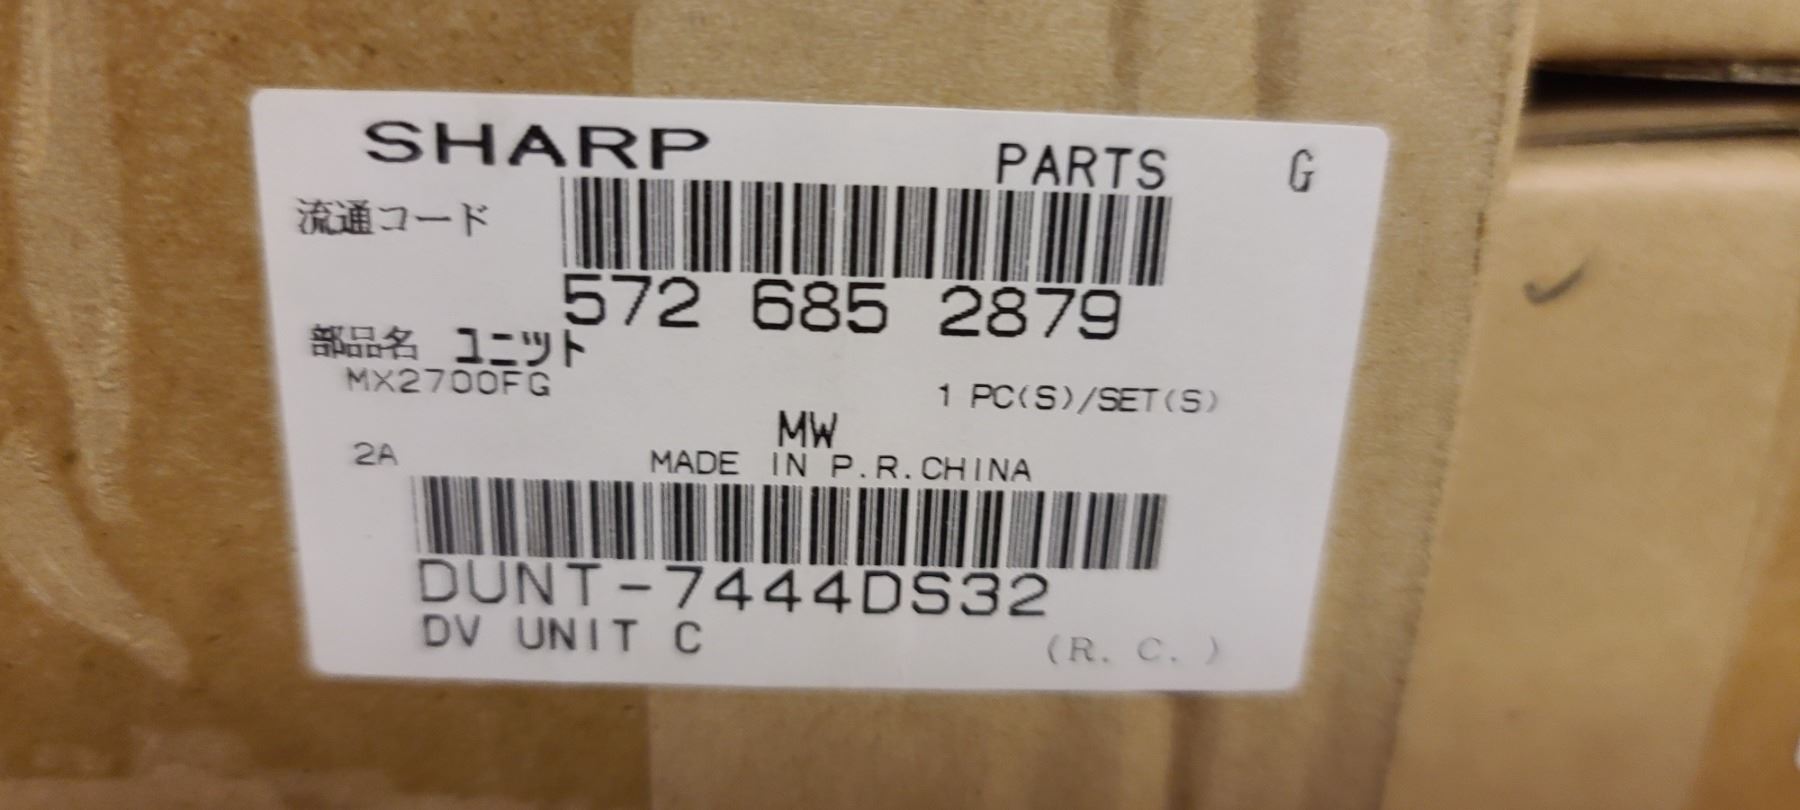 SHARP PARTS G
流通コード
572 685 2879
部品名 ユニット
MX2700FG 1 PC(S)/SET(S)
MW
2A MADE IN P.R.CHINA
DUNT-7444DS32
DV UNIT C (R. C. )